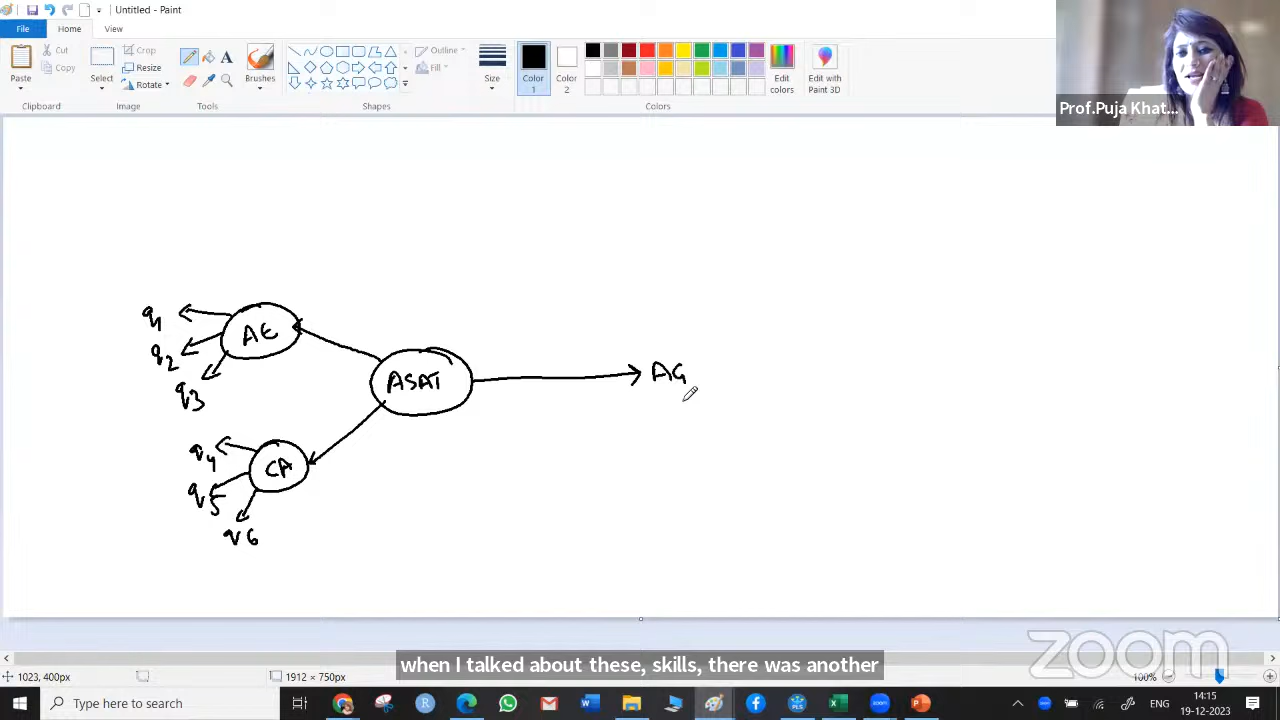 Untitled - Paint
File
Home
View
Paste
Cut
Copy
Clipboard
Select
Crop
Resize
Rotate
Image
Tools
Brushes
Shapes
Outline
Fill
Size
Color
1
Color
2
Colors
Edit
colors
Edit with
Paint 3D
Prof.Puja Khat...
q1
q2
q3
AE
ASAT
AG
q4
q5
q6
CA
when I talked about these, skills, there was another
zoom
1023, 400px
1912 × 750px
100%
Type here to search
ENG
14:15
19-12-2023